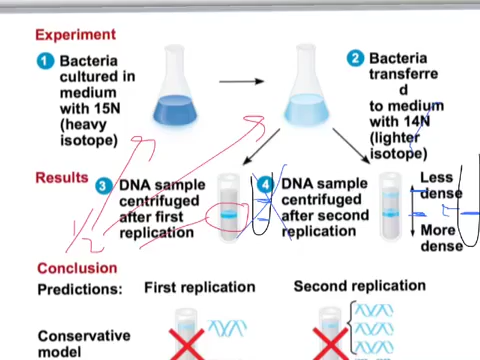 Experiment
1 Bacteria
cultured in
medium
with 15N
(heavy
isotope)
2 Bacteria
transferre
d
to medium
with 14N
(lighter
isotope)
Results
3 DNA sample
centrifuged
after first
replication
4 DNA sample
centrifuged
after second
replication
Less
dense
More
dense
1/2
Conclusion
Predictions:
First replication
Second replication
Conservative
model